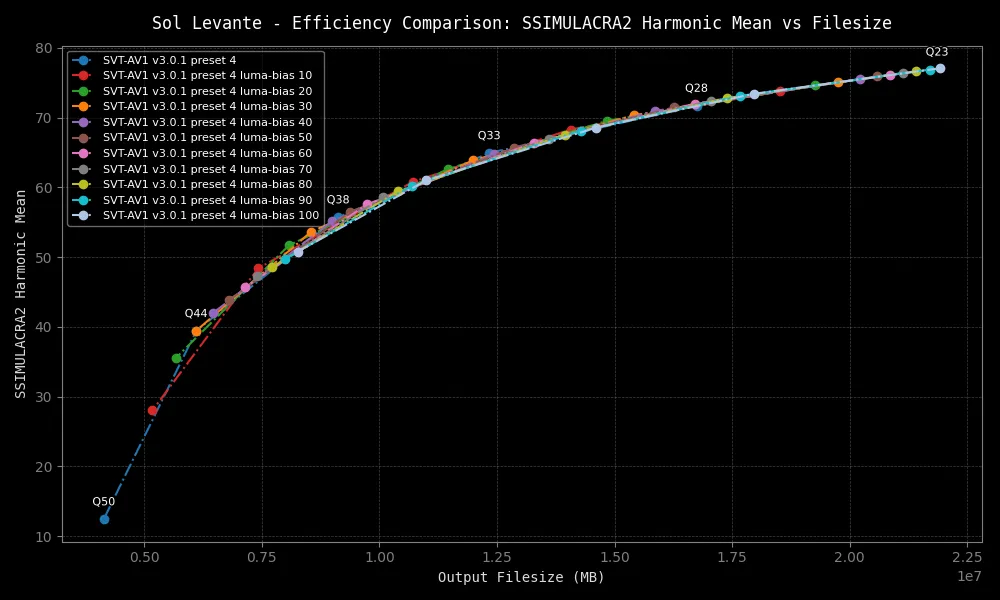 Sol Levante - Efficiency Comparison: SSIMULACRA2 Harmonic Mean vs Filesize
SVT-AV1 v3.0.1 preset 4
SVT-AV1 v3.0.1 preset 4 luma-bias 10
SVT-AV1 v3.0.1 preset 4 luma-bias 20
SVT-AV1 v3.0.1 preset 4 luma-bias 30
SVT-AV1 v3.0.1 preset 4 luma-bias 40
SVT-AV1 v3.0.1 preset 4 luma-bias 50
SVT-AV1 v3.0.1 preset 4 luma-bias 60
SVT-AV1 v3.0.1 preset 4 luma-bias 70
SVT-AV1 v3.0.1 preset 4 luma-bias 80
SVT-AV1 v3.0.1 preset 4 luma-bias 90
SVT-AV1 v3.0.1 preset 4 luma-bias 100
Q23
Q28
Q33
Q38
Q44
Q50
80
70
60
50
40
30
20
10
SSIMULACRA2 Harmonic Mean
0.50
0.75
1.00
1.25
1.50
1.75
2.00
2.25
1e7
Output Filesize (MB)